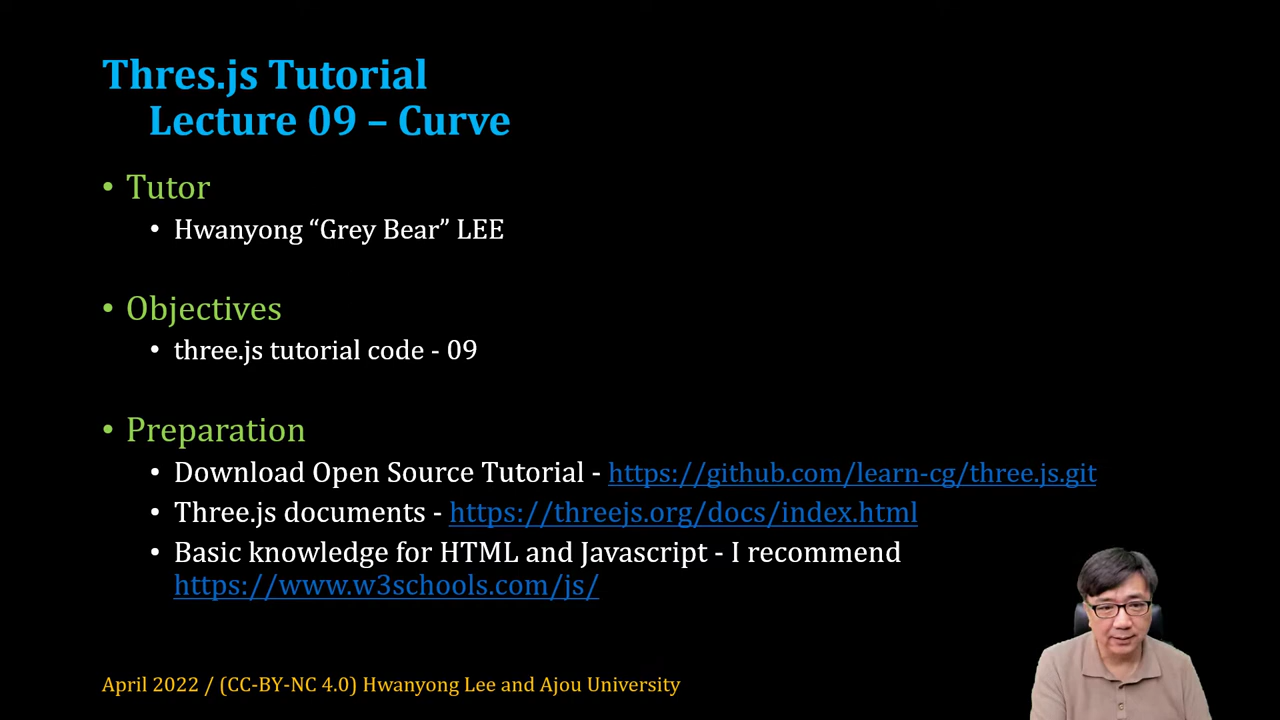 Thres.js Tutorial
Lecture 09 – Curve
• Tutor
• Hwanyong “Grey Bear” LEE
• Objectives
• three.js tutorial code - 09
• Preparation
• Download Open Source Tutorial - https://github.com/learn-cg/three.js.git
• Three.js documents - https://threejs.org/docs/index.html
• Basic knowledge for HTML and Javascript - I recommend
https://www.w3schools.com/js/
April 2022 / (CC-BY-NC 4.0) Hwanyong Lee and Ajou University